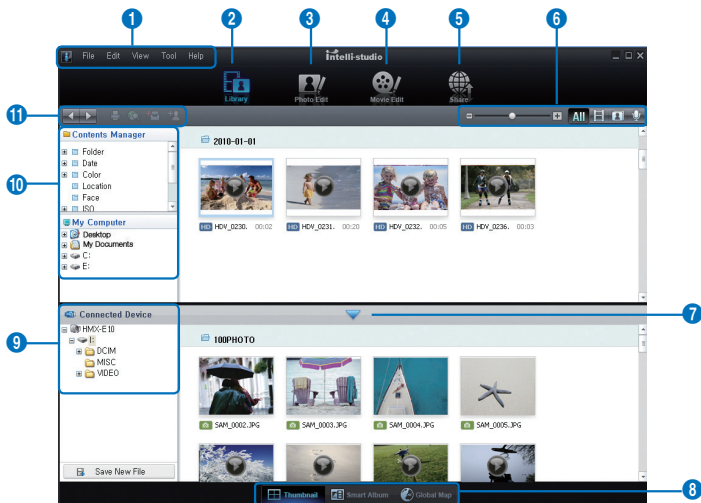 1 2 3 4 5 6
File Edit View Tool Help
intelli-studio
Library Photo Edit Movie Edit Share
11
All
Contents Manager
Folder
Date
Color
Location
Face
ISO
10
My Computer
Desktop
My Documents
C:
E:
2010-01-01
HD HDV_0230. 00:02 HD HDV_0231. 00:20 HD HDV_0232. 00:05 HD HDV_0236. 00:03
7
Connected Device
9
HMX-E10
I:
DCIM
MISC
VIDEO
100PHOTO
SAM_0002.JPG SAM_0003.JPG SAM_0004.JPG SAM_0005.JPG
Save New File
Thumbnail Smart Album Global Map
8